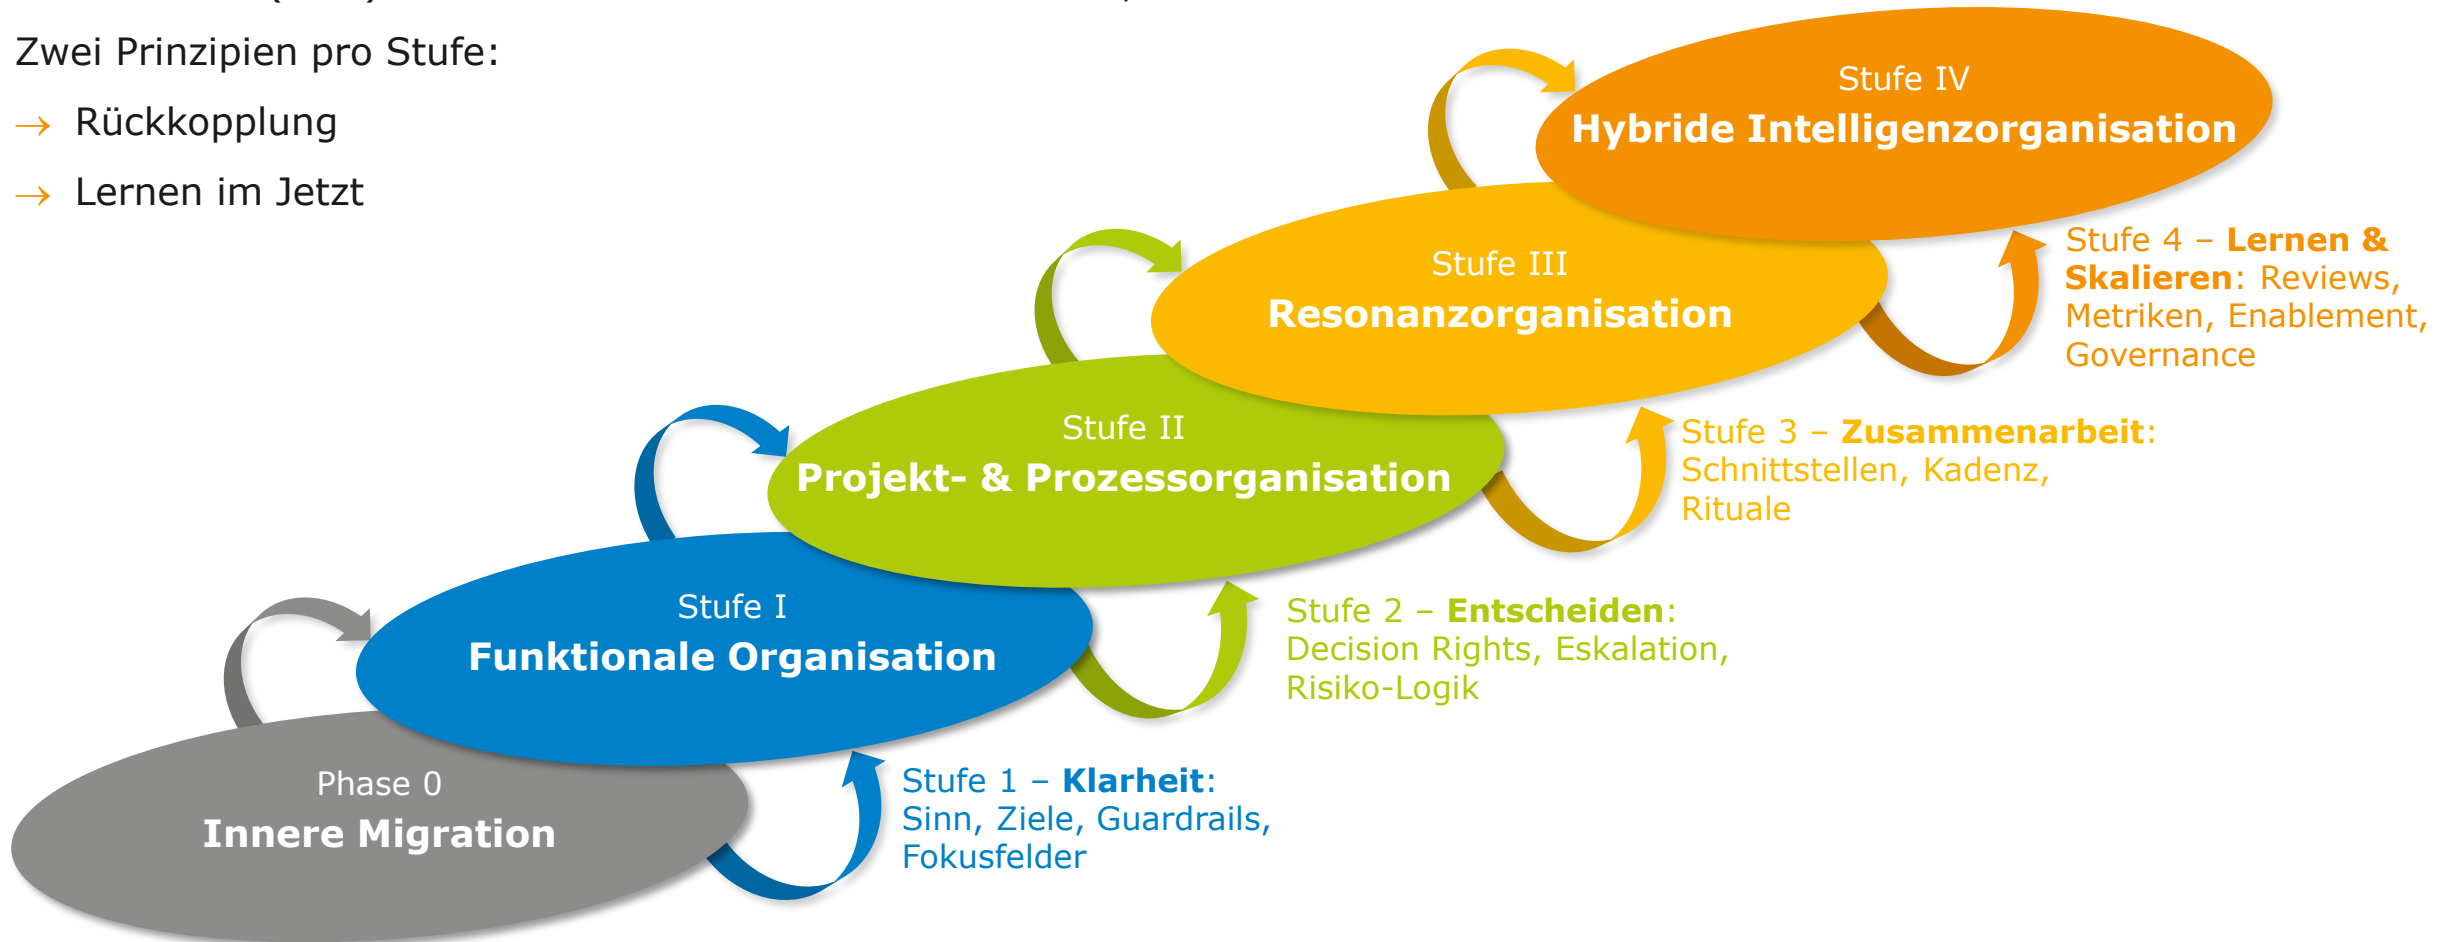 Zwei Prinzipien pro Stufe:
→ Rückkopplung
→ Lernen im Jetzt
Stufe IV
Hybride Intelligenzorganisation
Stufe 4 – Lernen &
Skalieren: Reviews,
Metriken, Enablement,
Governance
Stufe III
Resonanzorganisation
Stufe 3 – Zusammenarbeit:
Schnittstellen, Kadenz,
Rituale
Stufe II
Projekt- & Prozessorganisation
Stufe 2 – Entscheiden:
Decision Rights, Eskalation,
Risiko-Logik
Stufe I
Funktionale Organisation
Stufe 1 – Klarheit:
Sinn, Ziele, Guardrails,
Fokusfelder
Phase 0
Innere Migration